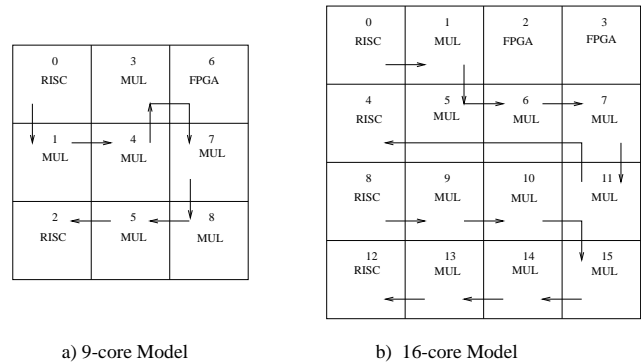 0 3 6
RISC MUL FPGA
1 4 7
MUL MUL MUL
2 5 8
RISC MUL MUL
a) 9-core Model
0 1 2 3
RISC MUL FPGA FPGA
4 5 6 7
RISC MUL MUL MUL
8 9 10 11
RISC MUL MUL MUL
12 13 14 15
RISC MUL MUL MUL
b) 16-core Model